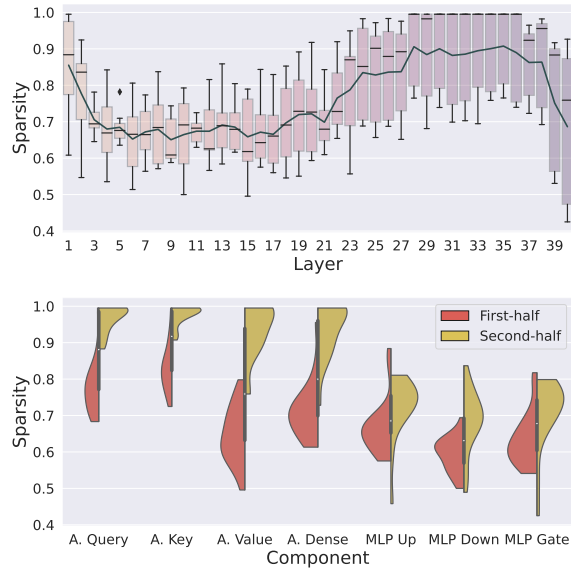 1.0
0.9
0.8
0.7
0.6
0.5
0.4
Sparsity
1 3 5 7 9 11 13 15 17 19 21 23 25 27 29 31 33 35 37 39
Layer
1.0
0.9
0.8
0.7
0.6
0.5
0.4
Sparsity
First-half
Second-half
A. Query A. Key A. Value A. Dense MLP Up MLP Down MLP Gate
Component